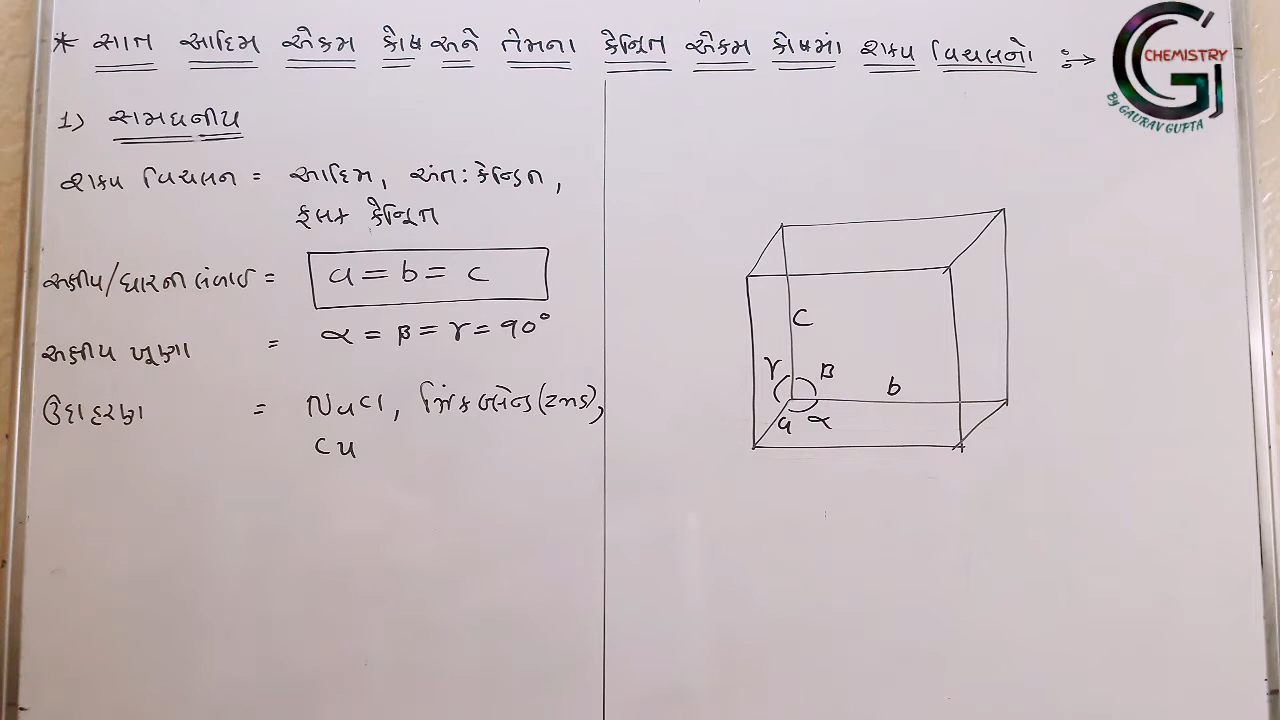 * સાત આદિમ એકમ કોષ અને તેમના કેન્દ્રિત એકમ કોષમાં શક્ય વિચલનો :→
CHEMISTRY
G
By GAURAV GUPTA
1) સમઘનીય
શક્ય વિચલન = આદિમ, અંત:કેન્દ્રિત,
ફલક કેન્દ્રિત
અક્ષીય/ધારની લંબાઈ = a = b = c
અક્ષીય ખૂણા = α = β = γ = 90°
ઉદાહરણ = NaCl, ઝિંક બ્લેન્ડ (ZnS),
Cu
c
γ β b
a α